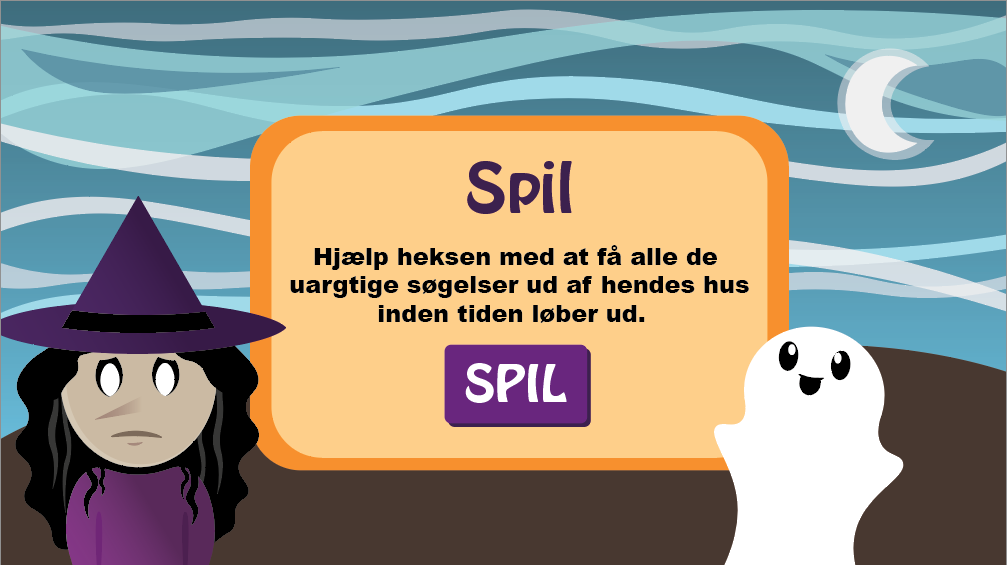 Spil
Hjælp heksen med at få alle de
uargtige søgelser ud af hendes hus
inden tiden løber ud.
SPIL